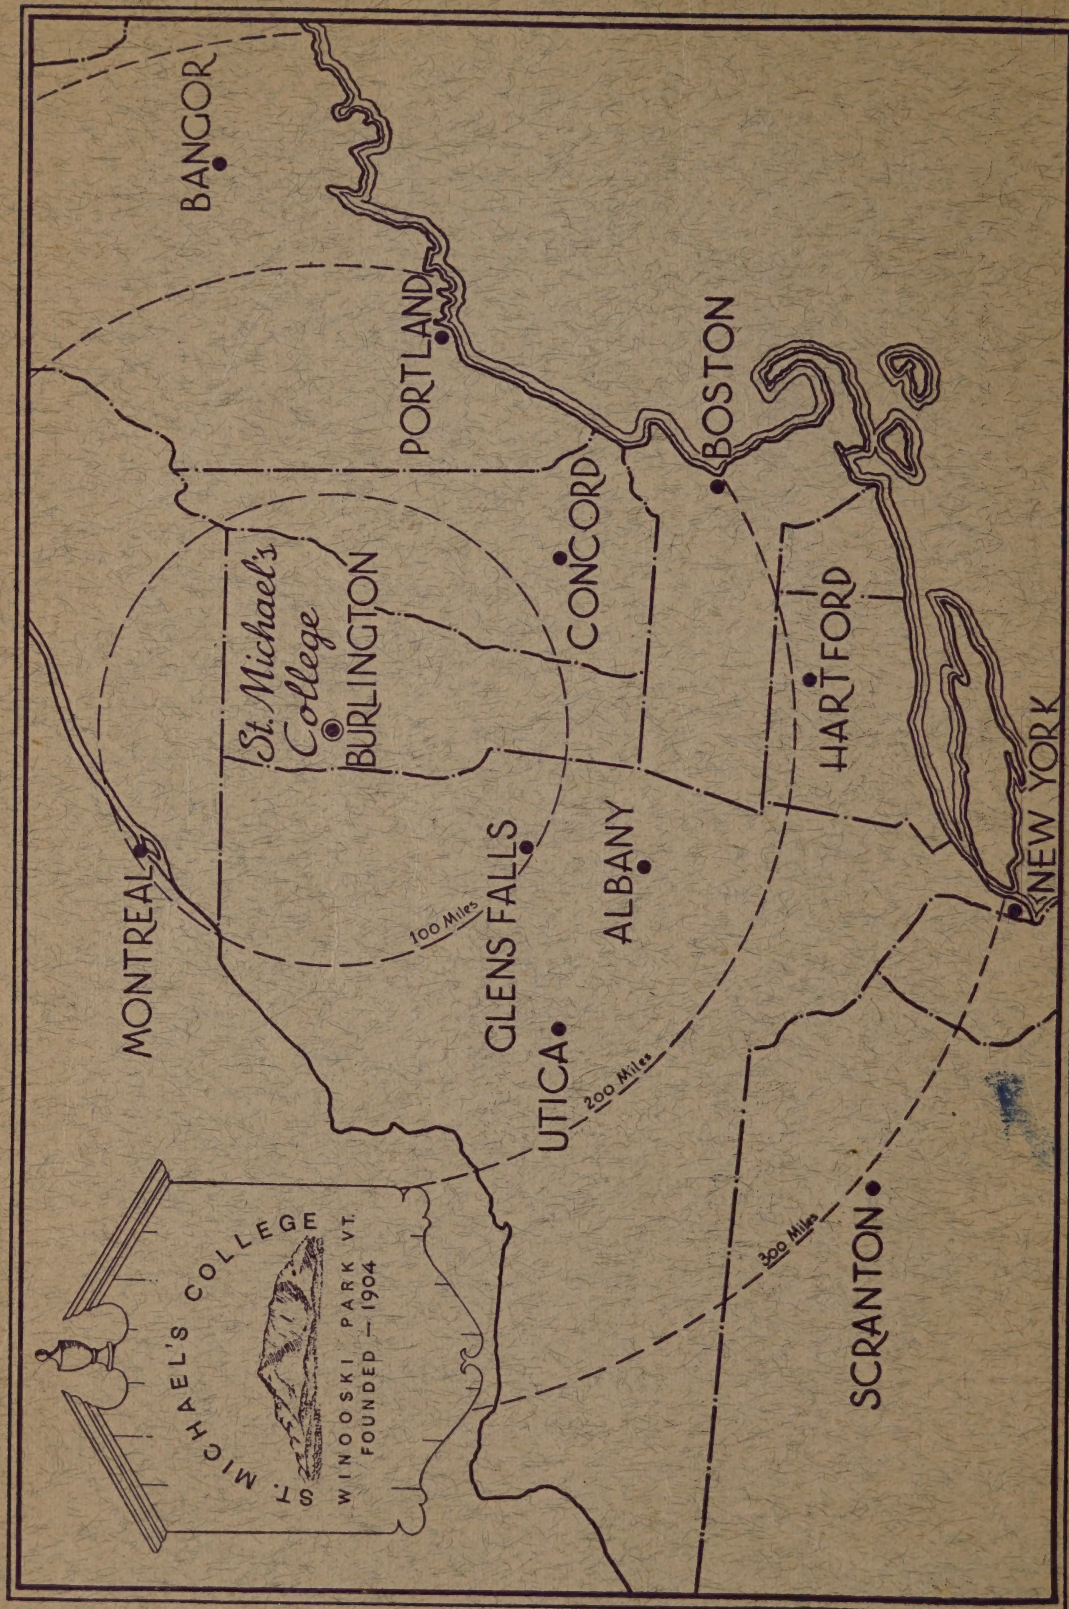 ST. MICHAEL'S COLLEGE
WINOOSKI PARK VT.
FOUNDED — 1904
MONTREAL
St. Michael's
College
BURLINGTON
BANGOR
PORTLAND
GLENS FALLS
100 Miles
UTICA
CONCORD
200 Miles
ALBANY
BOSTON
300 Miles
HARTFORD
SCRANTON
NEW YORK